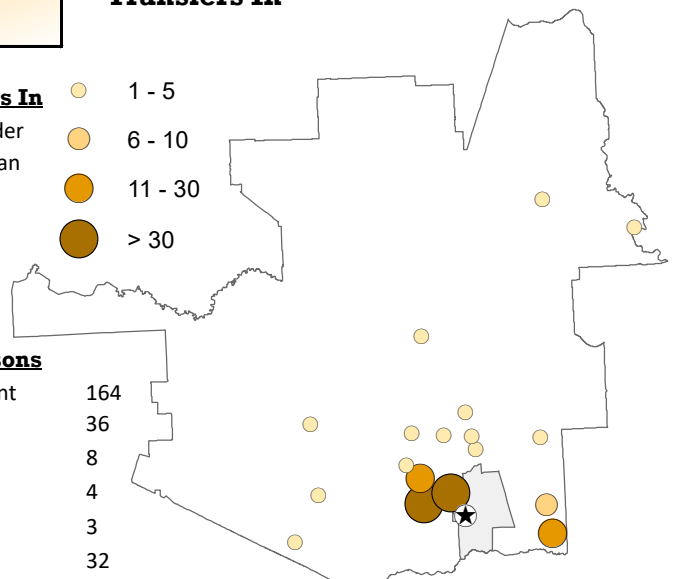 Transfers In
s In
der
an
1 - 5
6 - 10
11 - 30
> 30
sons
nt 164
36
8
4
3
32